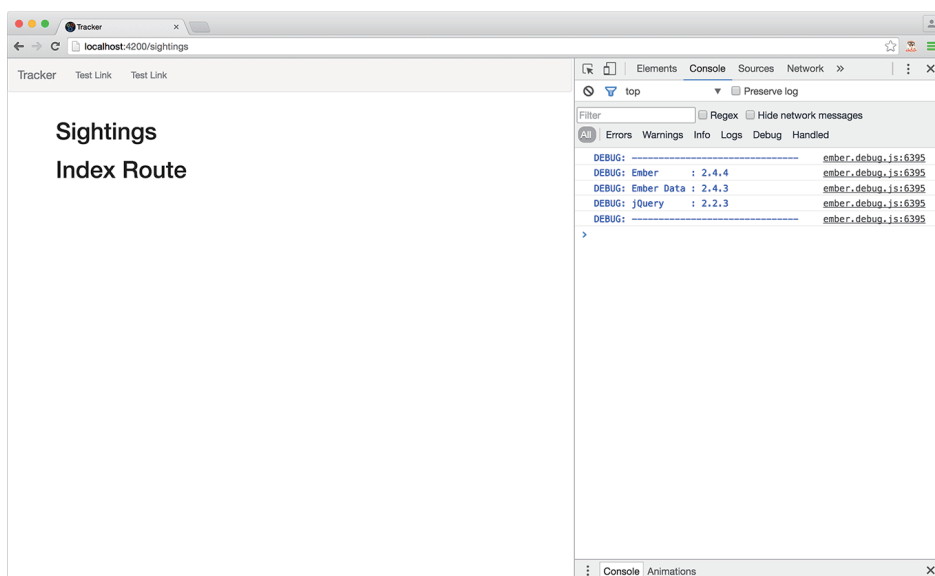 Tracker
localhost:4200/sightings
Tracker Test Link Test Link
Sightings
Index Route
Elements Console Sources Network »
top Preserve log
Filter Regex Hide network messages
All Errors Warnings Info Logs Debug Handled
DEBUG: ------------------------------- ember.debug.js:6395
DEBUG: Ember : 2.4.4 ember.debug.js:6395
DEBUG: Ember Data : 2.4.3 ember.debug.js:6395
DEBUG: jQuery : 2.2.3 ember.debug.js:6395
DEBUG: ------------------------------- ember.debug.js:6395
>
Console Animations